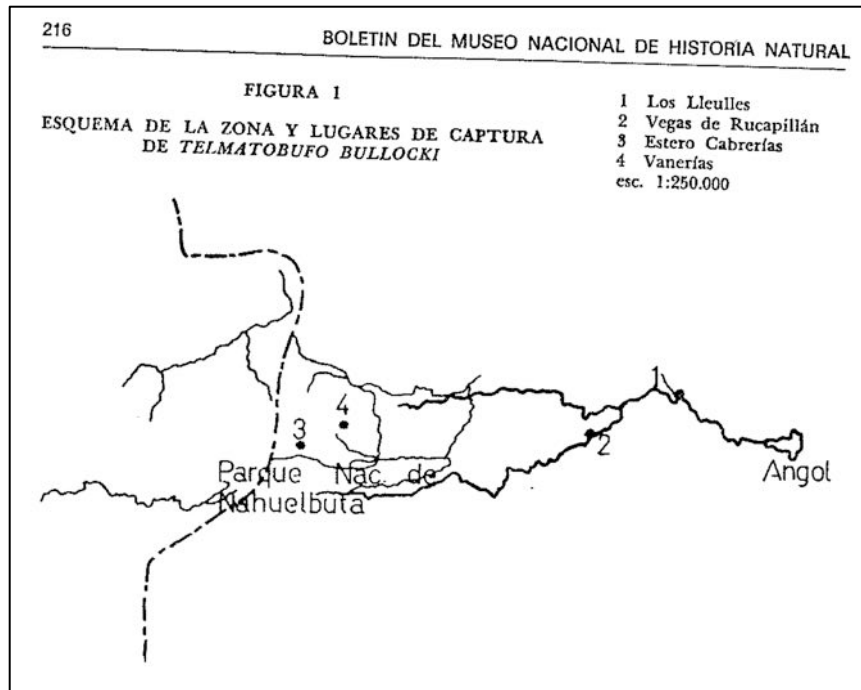 216
BOLETIN DEL MUSEO NACIONAL DE HISTORIA NATURAL
FIGURA 1
ESQUEMA DE LA ZONA Y LUGARES DE CAPTURA
DE TELMATOBUFO BULLOCKI
1 Los Lleulles
2 Vegas de Rucapillán
3 Estero Cabrerías
4 Vanerías
esc. 1:250.000
1
4
3
2
Parque Nac. de
Nahuelbuta
Angol